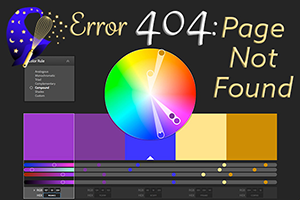 Error 404: Page
Not
Found
Color Rule
Analogous
Monochromatic
Triad
Complementary
Compound
Shades
Custom